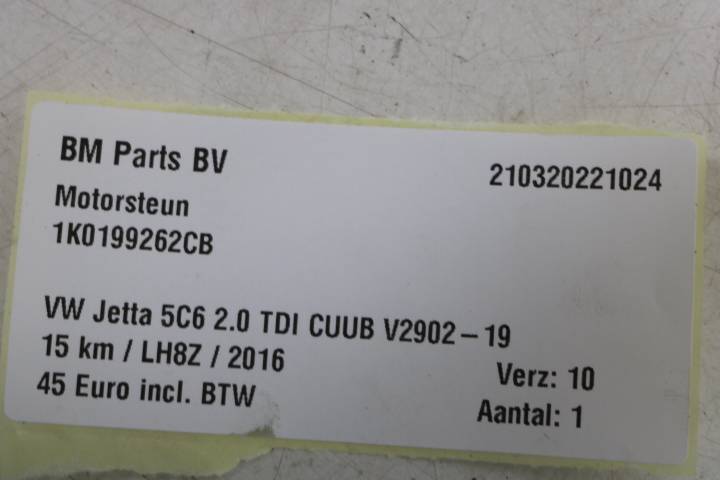 BM Parts BV
210320221024
Motorsteun
1K0199262CB
VW Jetta 5C6 2.0 TDI CUUB V2902-19
15 km / LH8Z / 2016
Verz: 10
45 Euro incl. BTW
Aantal: 1